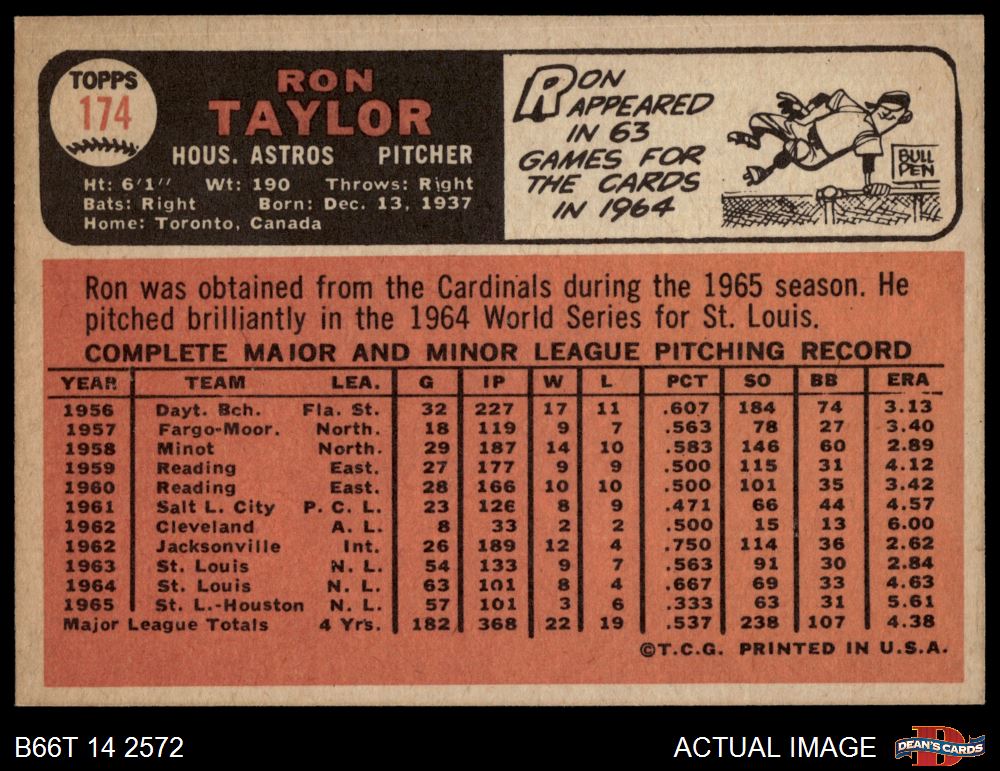 TOPPS
174
RON
TAYLOR
HOUS. ASTROS PITCHER
Ht: 6'1" Wt: 190 Throws: Right
Bats: Right Born: Dec. 13, 1937
Home: Toronto, Canada
RON
APPEARED
IN 63
GAMES FOR
THE CARDS
IN 1964
BULL
PEN
Ron was obtained from the Cardinals during the 1965 season. He
pitched brilliantly in the 1964 World Series for St. Louis.
COMPLETE MAJOR AND MINOR LEAGUE PITCHING RECORD
YEAR TEAM LEA. G IP W L PCT SO BB ERA
1956 Dayt. Bch. Fla. St. 32 227 17 11 .607 184 74 3.13
1957 Fargo-Moor. North. 18 119 9 7 .563 78 27 3.40
1958 Minot North. 29 187 14 10 .583 146 60 2.89
1959 Reading East. 27 177 9 9 .500 115 31 4.12
1960 Reading East. 28 166 10 10 .500 101 35 3.42
1961 Salt L. City P. C. L. 23 126 8 9 .471 66 44 4.57
1962 Cleveland A. L. 8 33 2 2 .500 15 13 6.00
1962 Jacksonville Int. 26 189 12 4 .750 114 36 2.62
1963 St. Louis N. L. 54 133 9 7 .563 91 30 2.84
1964 St. Louis N. L. 63 101 8 4 .667 69 33 4.63
1965 St. L.-Houston N. L. 57 101 3 6 .333 63 31 5.61
Major League Totals 4 Yrs. 182 368 22 19 .537 238 107 4.38
©T.C.G. PRINTED IN U.S.A.
B66T 14 2572 ACTUAL IMAGE DEAN'S CARDS